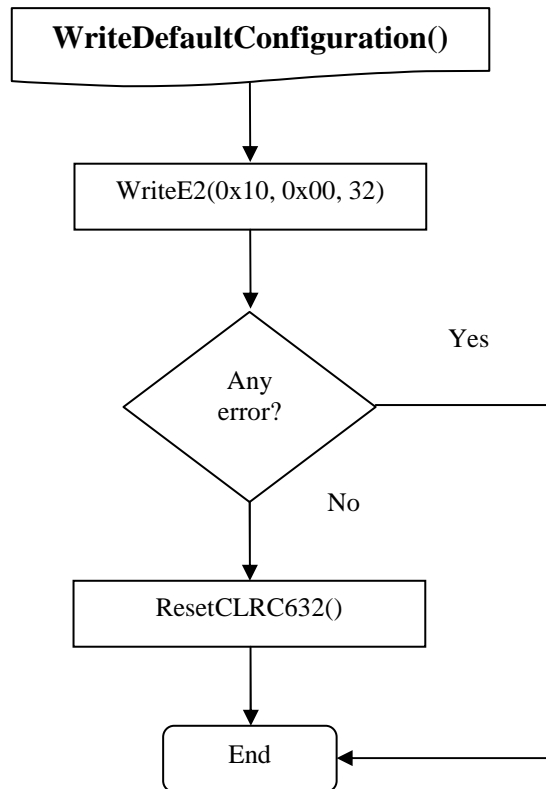 WriteDefaultConfiguration()
WriteE2(0x10, 0x00, 32)
Yes
Any
error?
No
ResetCLRC632()
End